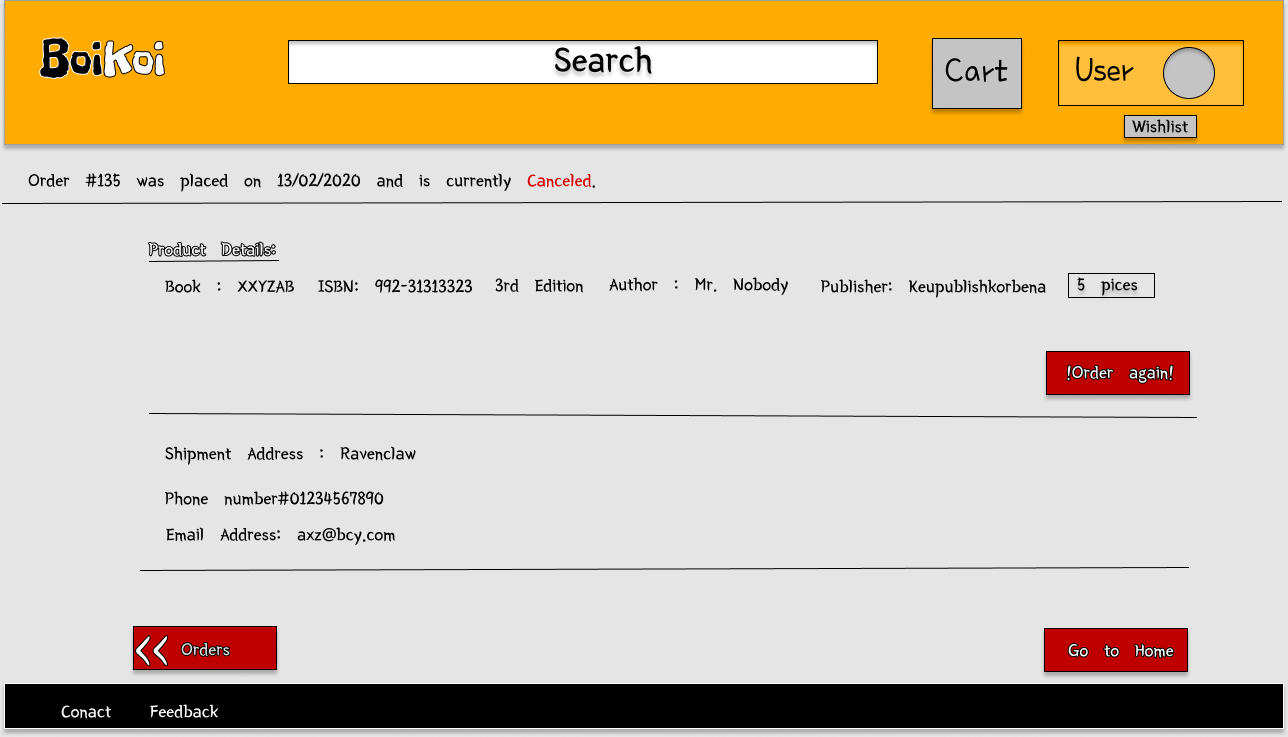 BoiKoi Search Cart User
Wishlist
Order #135 was placed on 13/02/2020 and is currently Canceled.
Product Details:
Book : XXYZAB ISBN: 992-31313323 3rd Edition Author : Mr. Nobody Publisher: Keupublishkorbena 5 pices
!Order again!
Shipment Address : Ravenclaw
Phone number#01234567890
Email Address: axz@bcy.com
<< Orders Go to Home
Conact Feedback